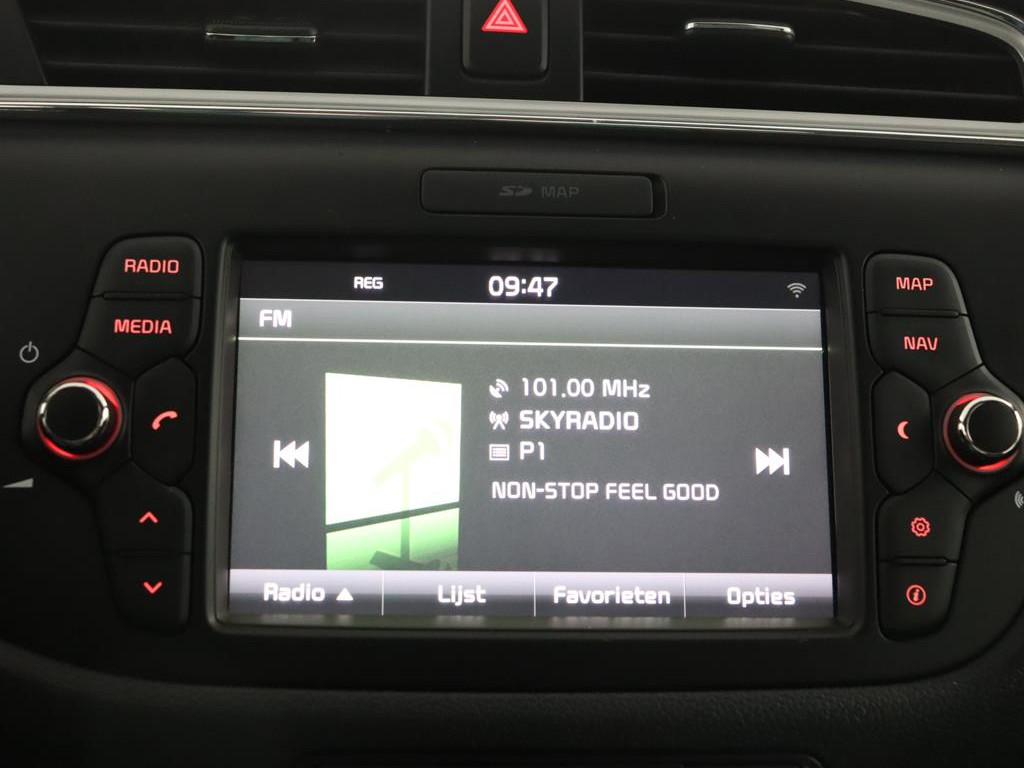 SD MAP
RADIO
MEDIA
REG 09:47
FM
101.00 MHz
SKYRADIO
P1
NON-STOP FEEL GOOD
Radio ▲ Lijst Favorieten Opties
MAP
NAV